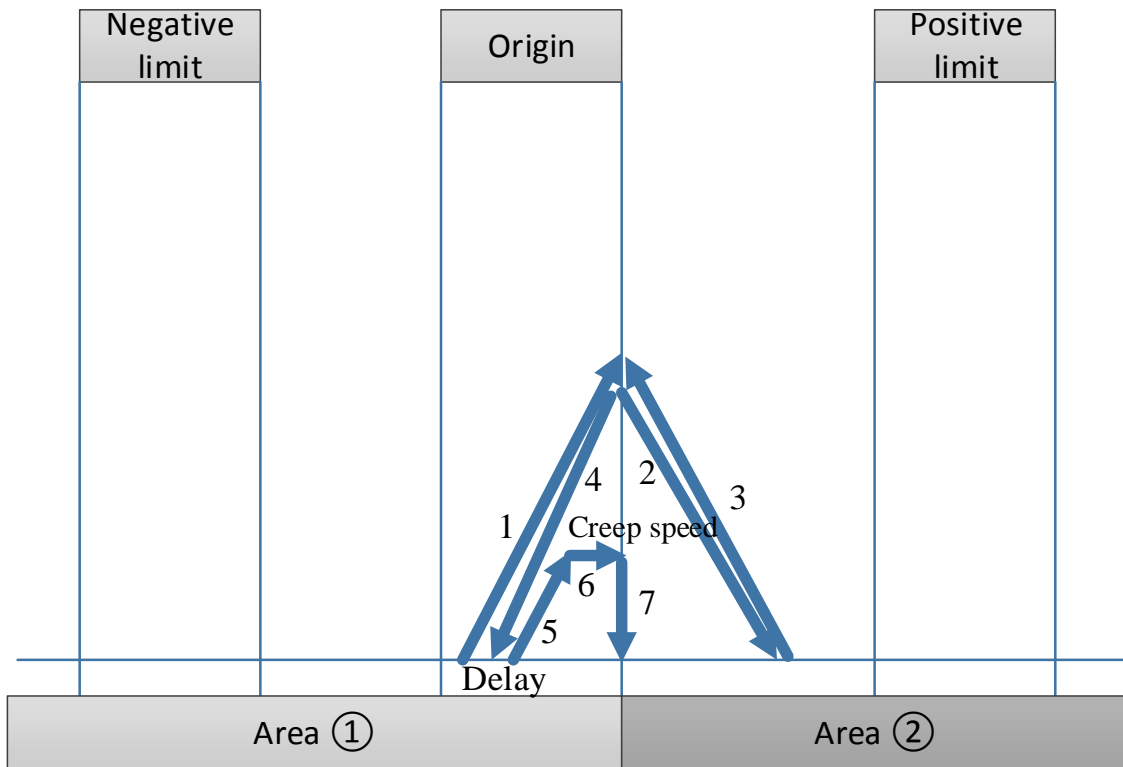 Negative
limit
Origin
Positive
limit
4
2
3
1
Creep speed
6
7
5
Delay
Area ①
Area ②